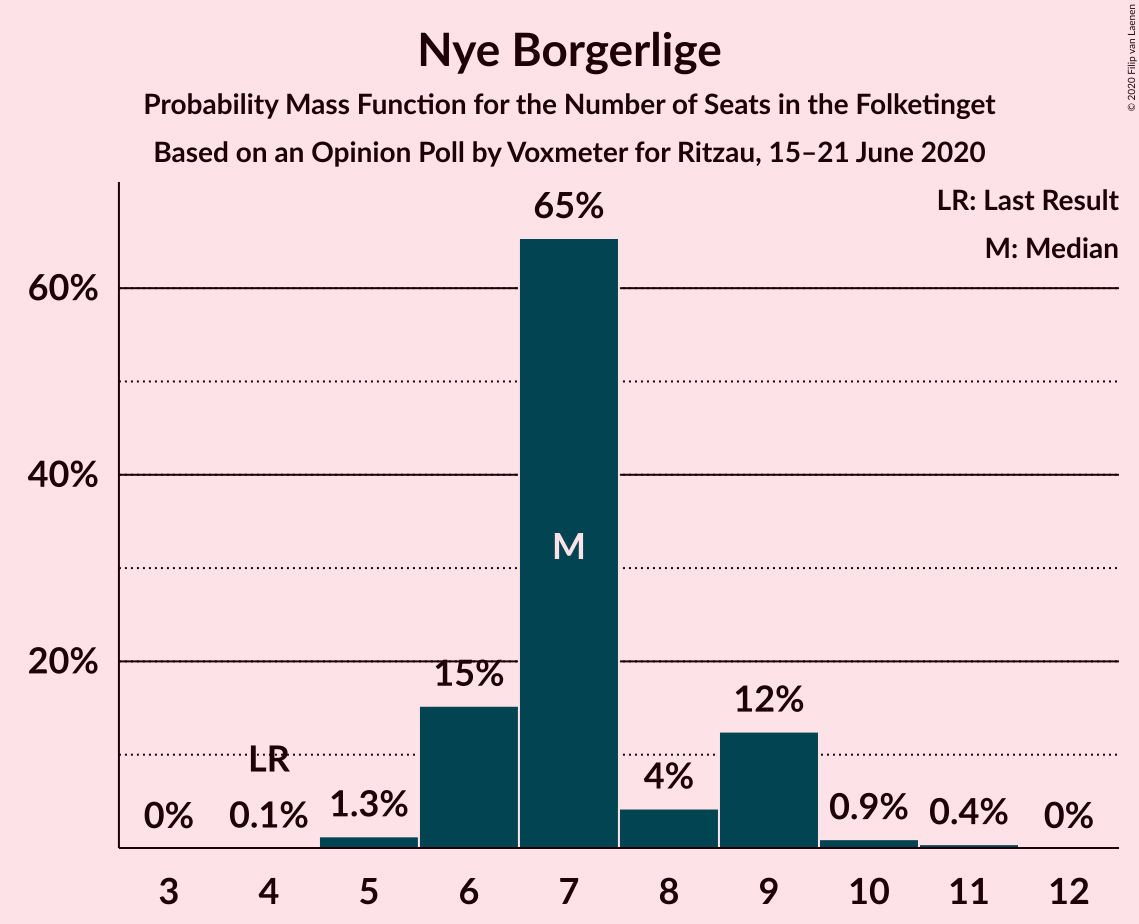 Nye Borgerlige
Probability Mass Function for the Number of Seats in the Folketinget
Based on an Opinion Poll by Voxmeter for Ritzau, 15–21 June 2020
© 2020 Filip van Laenen
LR: Last Result
M: Median
60%
40%
20%
0%
LR
0.1%
1.3%
15%
65%
M
4%
12%
0.9%
0.4%
0%
3 4 5 6 7 8 9 10 11 12